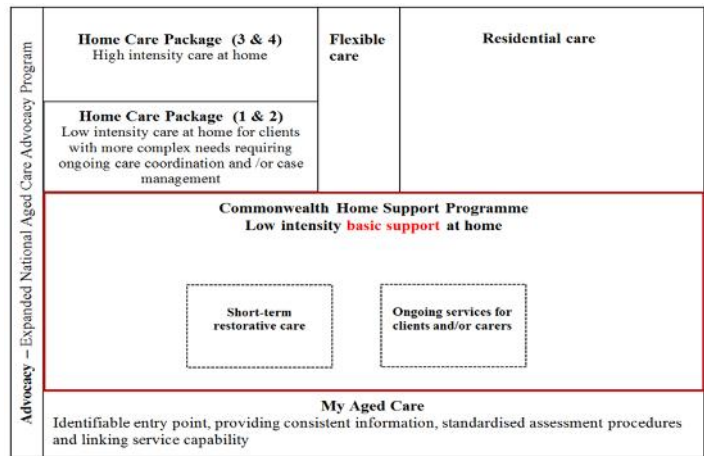 Advocacy – Expanded National Aged Care Advocacy Program
Home Care Package (3 & 4)
High intensity care at home
Flexible
care
Residential care
Home Care Package (1 & 2)
Low intensity care at home for clients
with more complex needs requiring
ongoing care coordination and /or case
management
Commonwealth Home Support Programme
Low intensity basic support at home
Short-term
restorative care
Ongoing services for
clients and/or carers
My Aged Care
Identifiable entry point, providing consistent information, standardised assessment procedures
and linking service capability